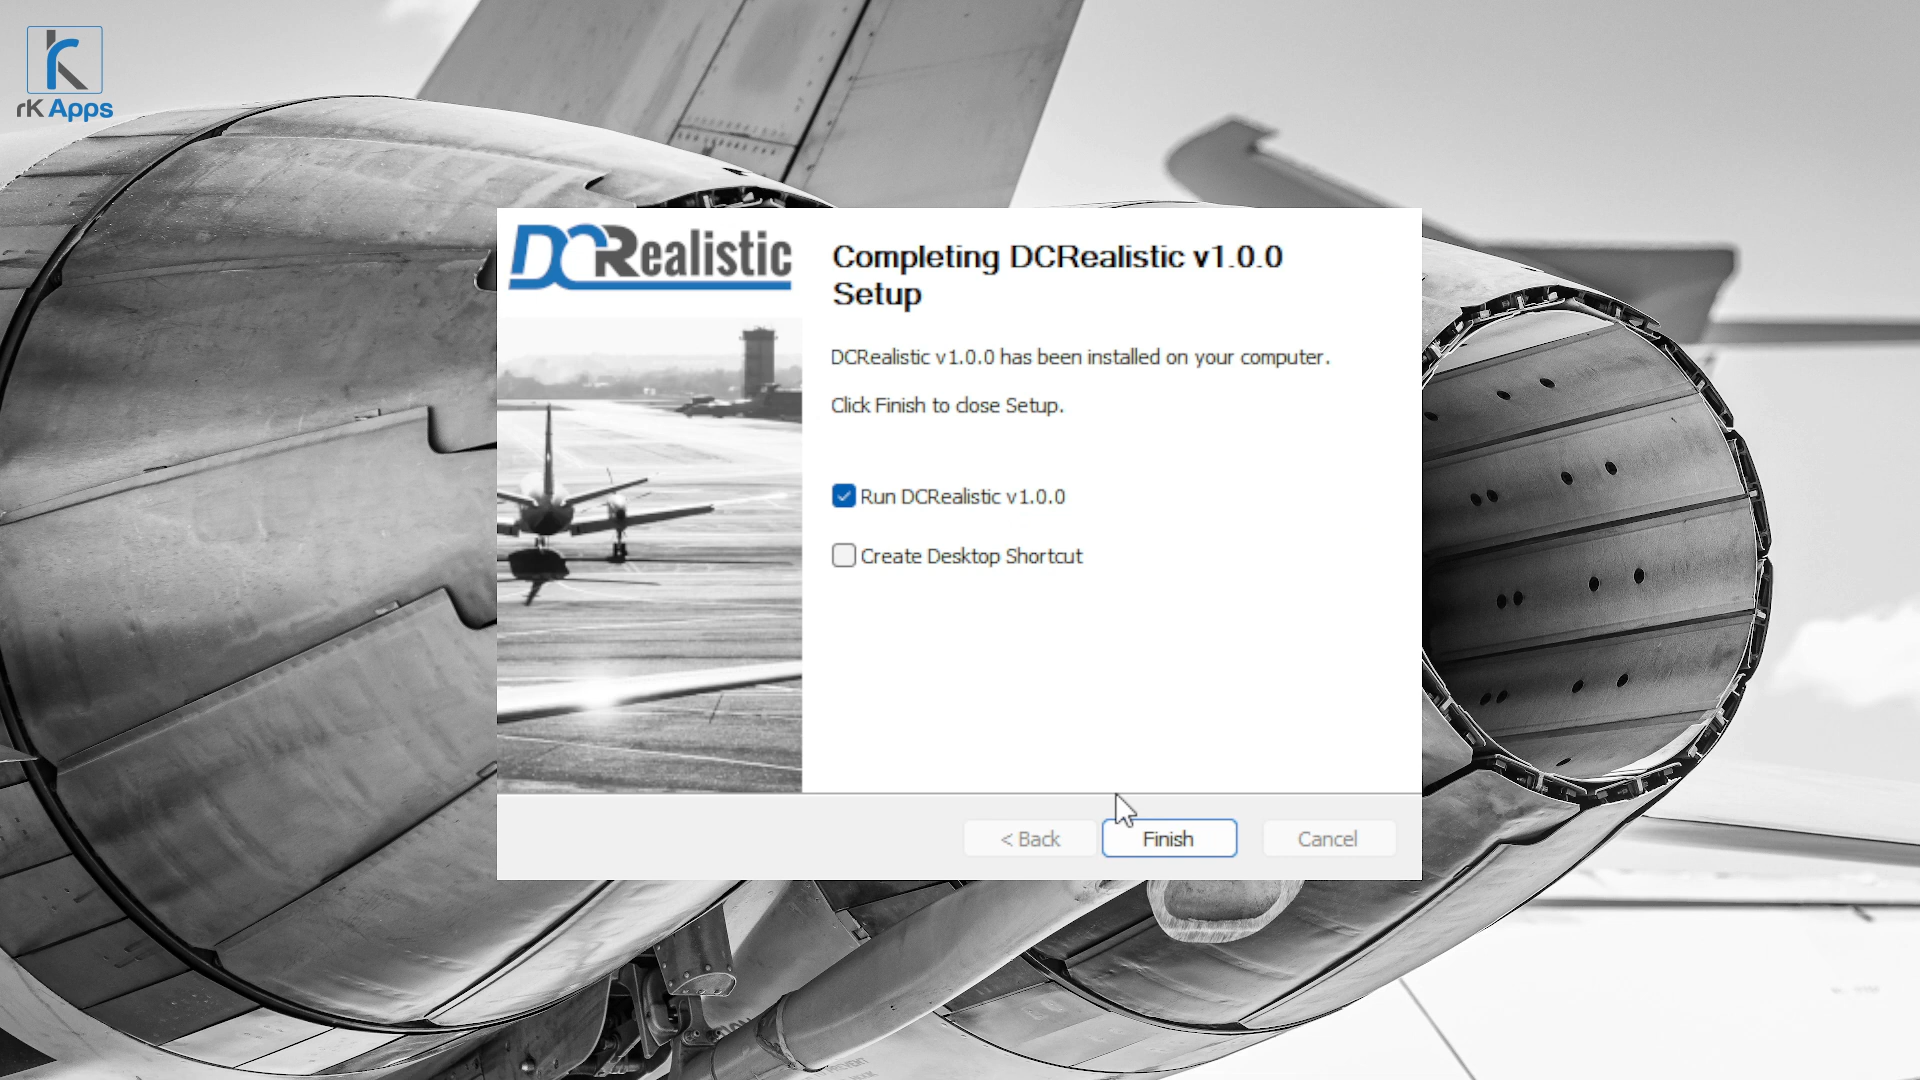 rK Apps
DCRealistic
Completing DCRealistic v1.0.0
Setup
DCRealistic v1.0.0 has been installed on your computer.
Click Finish to close Setup.
Run DCRealistic v1.0.0
Create Desktop Shortcut
< Back
Finish
Cancel